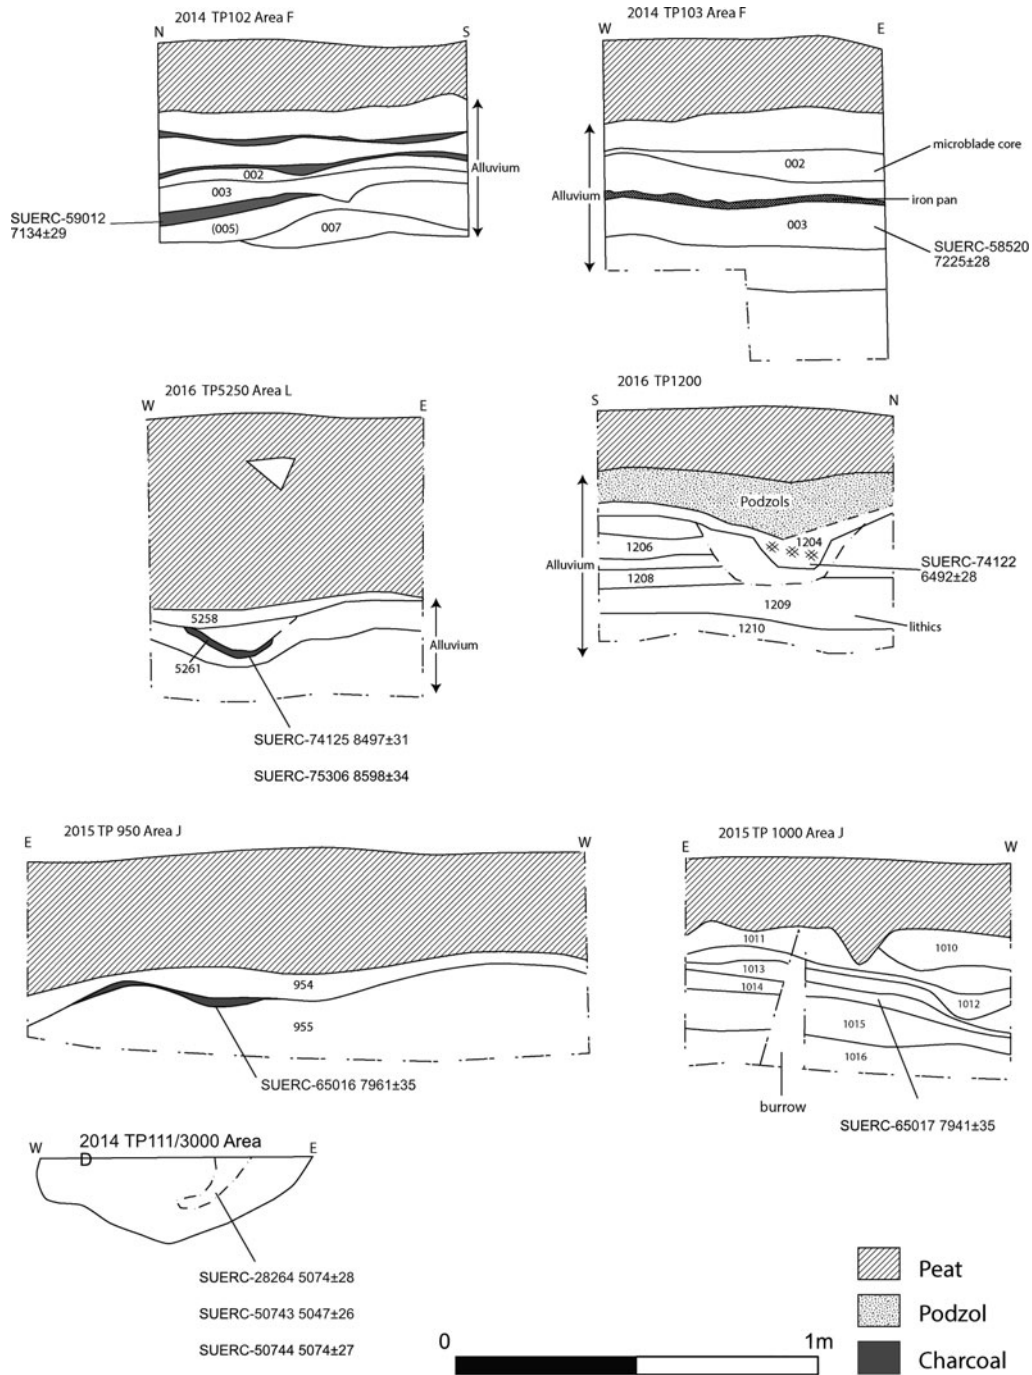 2014 TP102 Area F
N
S
002
003
(005)
007
Alluvium
SUERC-59012
7134±29
2014 TP103 Area F
W
E
002
003
Alluvium
microblade core
iron pan
SUERC-58520
7225±28
2016 TP5250 Area L
W
E
5258
5261
Alluvium
SUERC-74125 8497±31
SUERC-75306 8598±34
2016 TP1200
S
N
Podzols
1204
1206
1208
1209
1210
Alluvium
SUERC-74122
6492±28
lithics
2015 TP 950 Area J
E
W
954
955
SUERC-65016 7961±35
2015 TP 1000 Area J
E
W
1011
1010
1013
1014
1012
1015
1016
burrow
SUERC-65017 7941±35
2014 TP111/3000 Area
D
W
E
SUERC-28264 5074±28
SUERC-50743 5047±26
SUERC-50744 5074±27
Peat
Podzol
Charcoal
0
1m